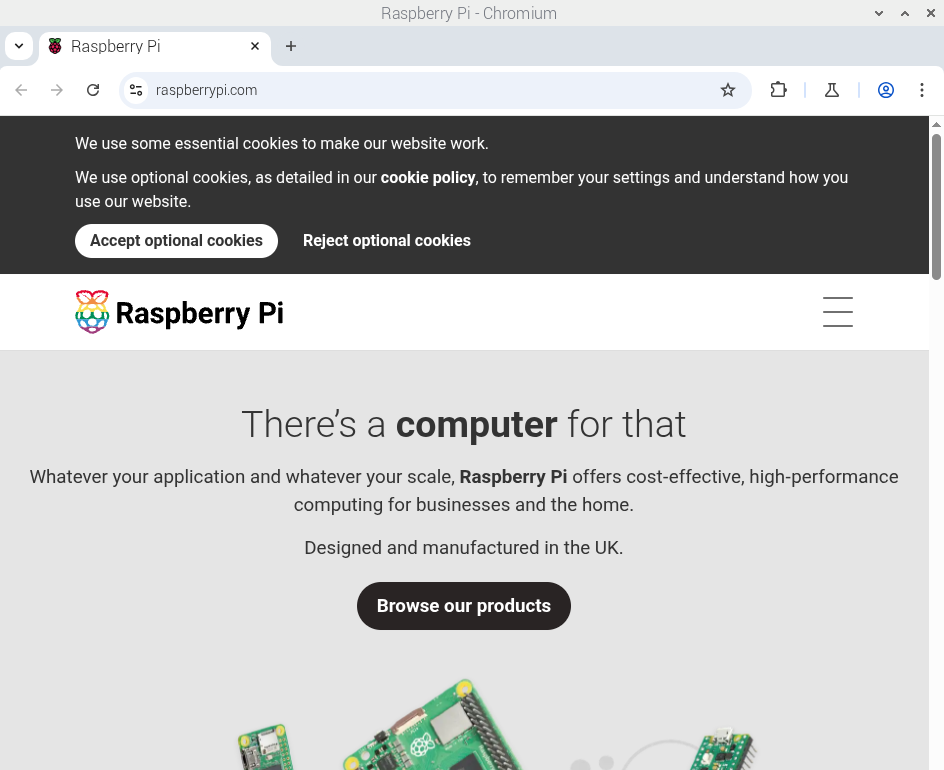 Raspberry Pi - Chromium
Raspberry Pi
raspberrypi.com
We use some essential cookies to make our website work.
We use optional cookies, as detailed in our cookie policy, to remember your settings and understand how you
use our website.
Accept optional cookies
Reject optional cookies
Raspberry Pi
There’s a computer for that
Whatever your application and whatever your scale, Raspberry Pi offers cost-effective, high-performance
computing for businesses and the home.
Designed and manufactured in the UK.
Browse our products